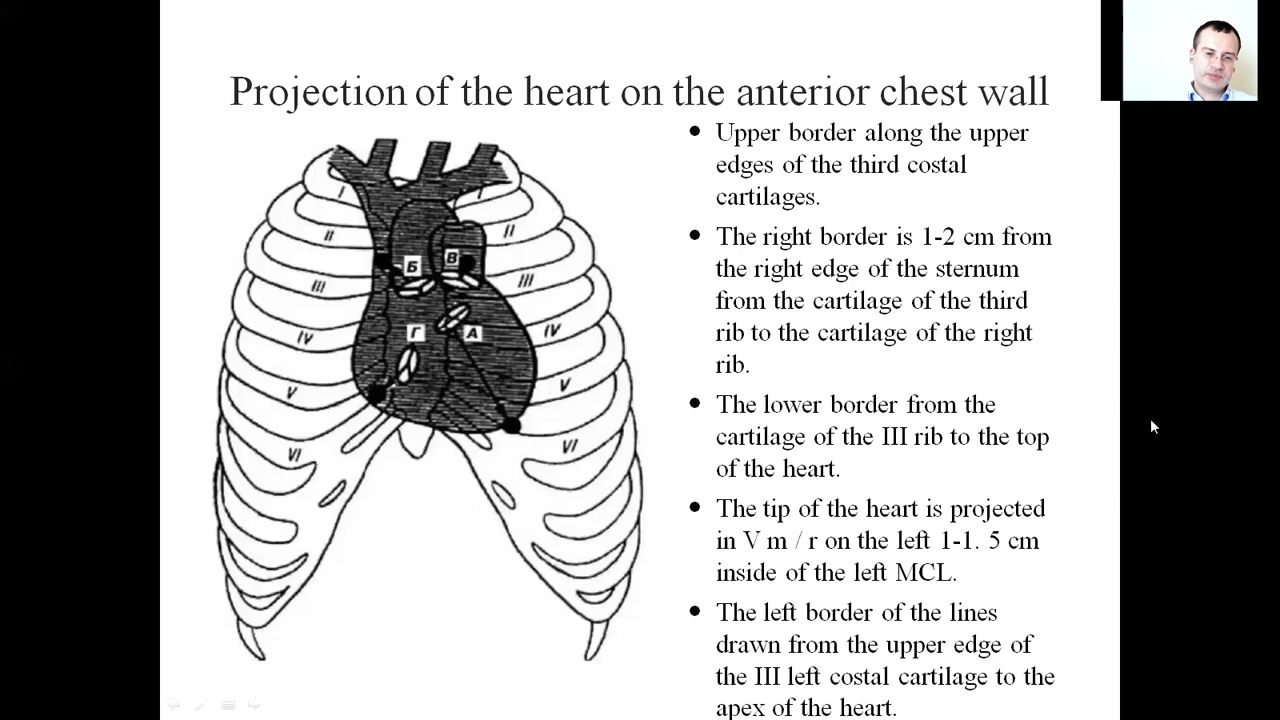 Projection of the heart on the anterior chest wall
I
I
II
II
Б
В
III
III
IV
Г
А
IV
V
V
VI
VI
• Upper border along the upper
edges of the third costal
cartilages.
• The right border is 1-2 cm from
the right edge of the sternum
from the cartilage of the third
rib to the cartilage of the right
rib.
• The lower border from the
cartilage of the III rib to the top
of the heart.
• The tip of the heart is projected
in V m / r on the left 1-1. 5 cm
inside of the left MCL.
• The left border of the lines
drawn from the upper edge of
the III left costal cartilage to the
apex of the heart.